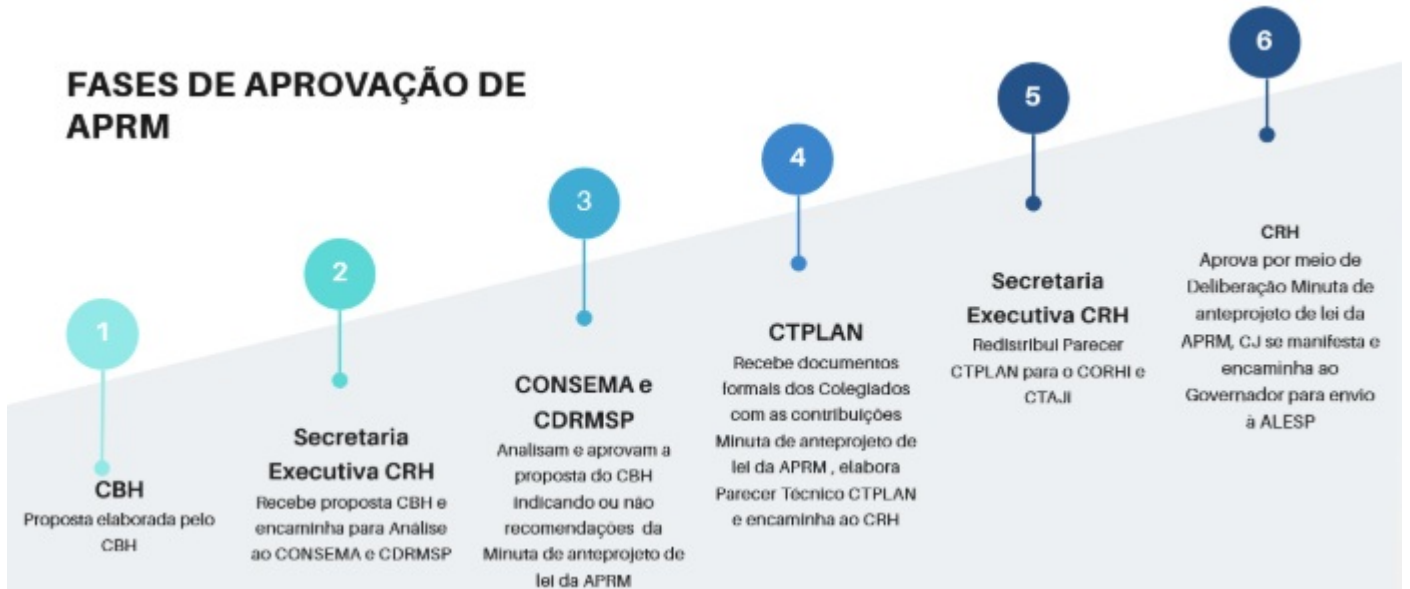 FASES DE APROVAÇÃO DE
APRM
1
CBH
Proposta elaborada pelo
CBH
2
Secretaria
Executiva CRH
Recebe proposta CBH e
encaminha para Análise
ao CONSEMA e CDRMSP
3
CONSEMA e
CDRMSP
Analisam e aprovam a
proposta do CBH
indicando ou não
recomendações da
Minuta de anteprojeto de
lei da APRM
4
CTPLAN
Recebe documentos
formais dos Colegiados
com as contribuições
Minuta de anteprojeto de
lei da APRM , elabora
Parecer Técnico CTPLAN
e encaminha ao CRH
5
Secretaria
Executiva CRH
Redistribui Parecer
CTPLAN para o CORHI e
CTAJI
6
CRH
Aprova por meio de
Deliberação Minuta de
anteprojeto de lei da
APRM, CJ se manifesta e
encaminha ao
Governador para envio
à ALESP